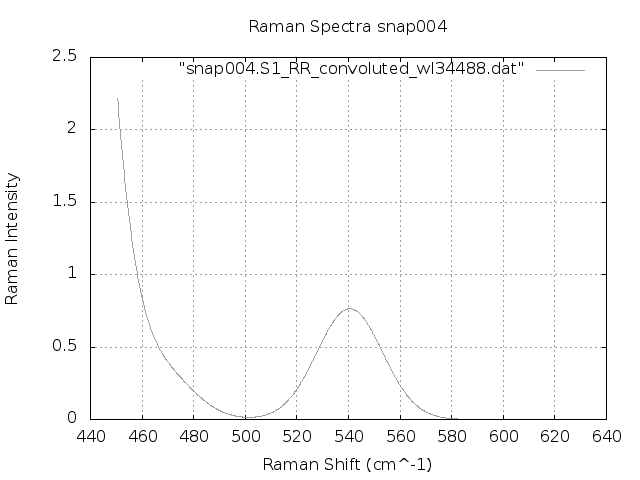 Raman Spectra snap004
"snap004.S1_RR_convoluted_wl34488.dat"
2.5
2
1.5
1
0.5
0
Raman Intensity
440 460 480 500 520 540 560 580 600 620 640
Raman Shift (cm^-1)